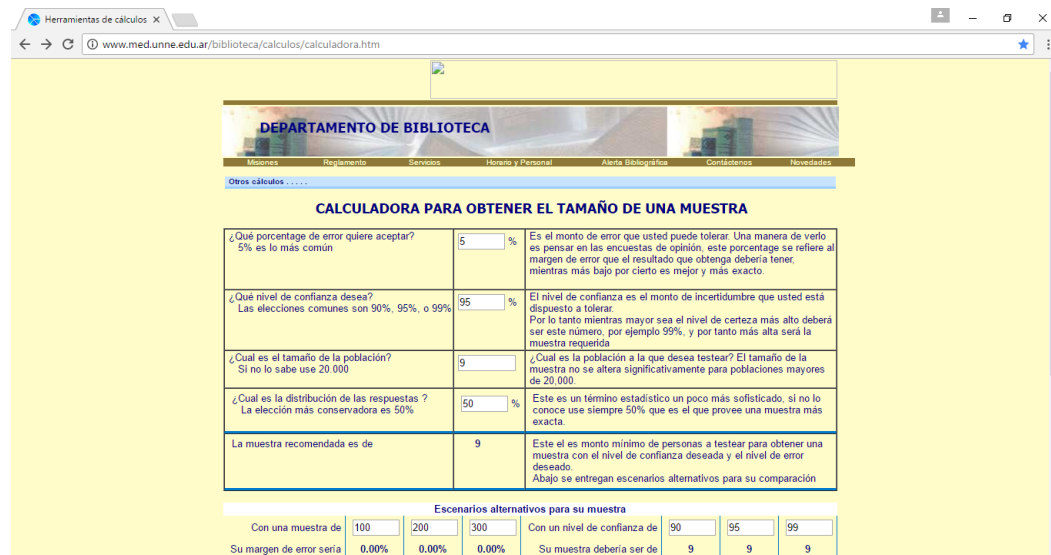 Herramientas de cálculos
www.med.unne.edu.ar/biblioteca/calculos/calculadora.htm
DEPARTAMENTO DE BIBLIOTECA
Misiones Reglamento Servicios Horario y Personal Alerta Bibliográfica Contáctenos Novedades
Otros cálculos . . . . .
CALCULADORA PARA OBTENER EL TAMAÑO DE UNA MUESTRA
¿Qué porcentage de error quiere aceptar?
5% es lo más común
5 %
Es el monto de error que usted puede tolerar. Una manera de verlo
es pensar en las encuestas de opinión, este porcentage se refiere al
margen de error que el resultado que obtenga debería tener,
mientras más bajo por cierto es mejor y más exacto.
¿Qué nivel de confianza desea?
Las elecciones comunes son 90%, 95%, o 99%
95 %
El nivel de confianza es el monto de incertidumbre que usted está
dispuesto a tolerar.
Por lo tanto mientras mayor sea el nivel de certeza más alto deberá
ser este número, por ejemplo 99%, y por tanto más alta será la
muestra requerida
¿Cual es el tamaño de la población?
Si no lo sabe use 20.000
9
¿Cual es la población a la que desea testear? El tamaño de la
muestra no se altera significativamente para poblaciones mayores
de 20,000.
¿Cual es la distribución de las respuestas ?
La elección más conservadora es 50%
50 %
Este es un término estadístico un poco más sofisticado, si no lo
conoce use siempre 50% que es el que provee una muestra más
exacta.
La muestra recomendada es de
9
Este el es monto mínimo de personas a testear para obtener una
muestra con el nivel de confianza deseada y el nivel de error
deseado.
Abajo se entregan escenarios alternativos para su comparación
Escenarios alternativos para su muestra
Con una muestra de 100 200 300 Con un nivel de confianza de 90 95 99
Su margen de error sería 0.00% 0.00% 0.00% Su muestra debería ser de 9 9 9